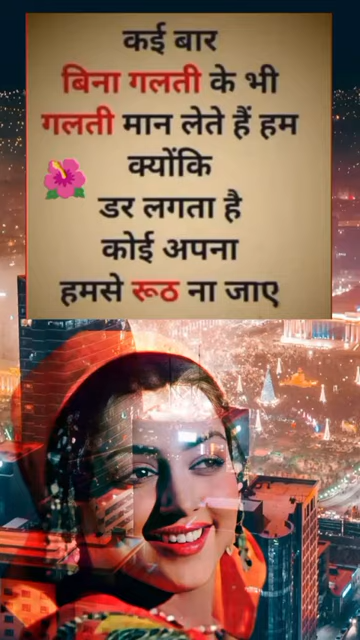 कई बार
बिना गलती के भी
गलती मान लेते हैं हम
क्योंकि
डर लगता है
कोई अपना
हमसे रूठ ना जाए